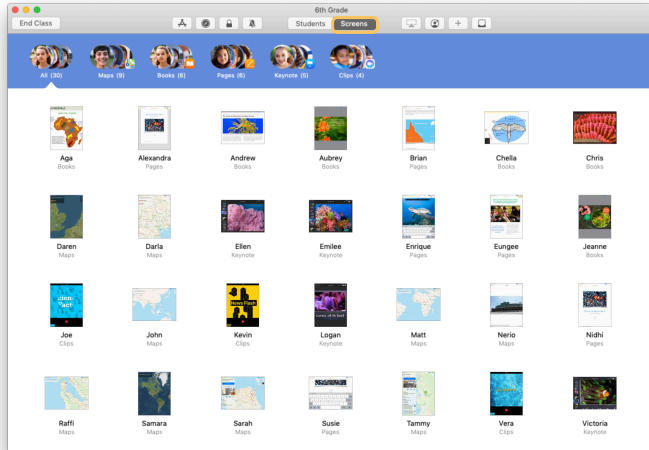 6th Grade
End Class
Students
Screens
All (30)
Maps (9)
Books (8)
Pages (6)
Keynote (5)
Clips (4)
Aga
Books
Alexandra
Pages
Andrew
Books
Aubrey
Books
Brian
Pages
Chella
Books
Chris
Books
Daren
Maps
Darla
Maps
Ellen
Keynote
Emilee
Keynote
Enrique
Pages
Eungee
Pages
Jeanne
Books
News Flash
Joe
Clips
John
Maps
Kevin
Clips
Logan
Keynote
Matt
Maps
Nerio
Maps
Nidhi
Pages
Raffi
Maps
Samara
Maps
Sarah
Maps
Susie
Pages
Tammy
Maps
Vera
Clips
Victoria
Keynote